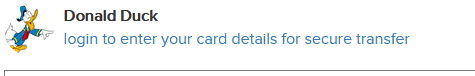 Donald Duck
login to enter your card details for secure transfer